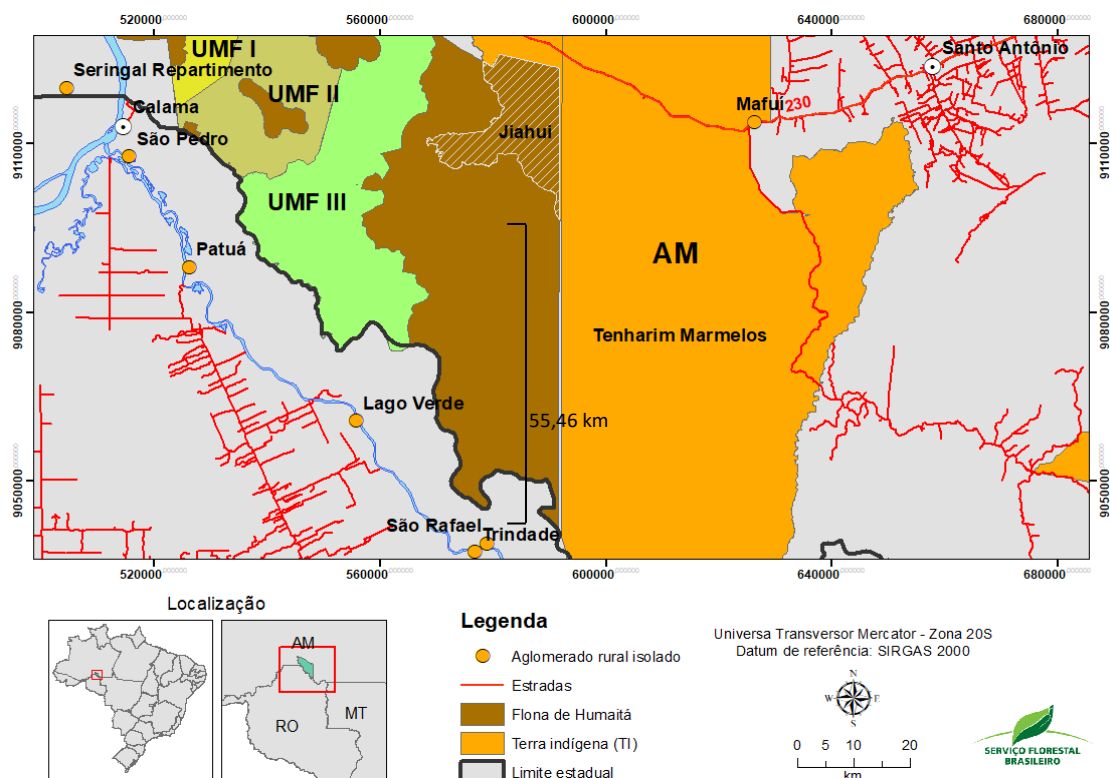 520000
560000
600000
640000
680000
UMF I
Santo Antônio
Seringal Repartimento
UMF II
Calama
Mafuí
230
São Pedro
Jiahui
9110000
9110000
UMF III
Patuá
AM
9080000
9080000
Tenharim Marmelos
Lago Verde
55,46 km
9050000
9050000
São Rafael
Trindade
520000
560000
600000
640000
680000
Localização
AM
RO
MT
Legenda
Aglomerado rural isolado
Estradas
Flona de Humaitá
Terra indígena (TI)
Limite estadual
Universa Transversor Mercator - Zona 20S
Datum de referência: SIRGAS 2000
N
W
E
S
0 5 10 20
km
SERVIÇO FLORESTAL
BRASILEIRO